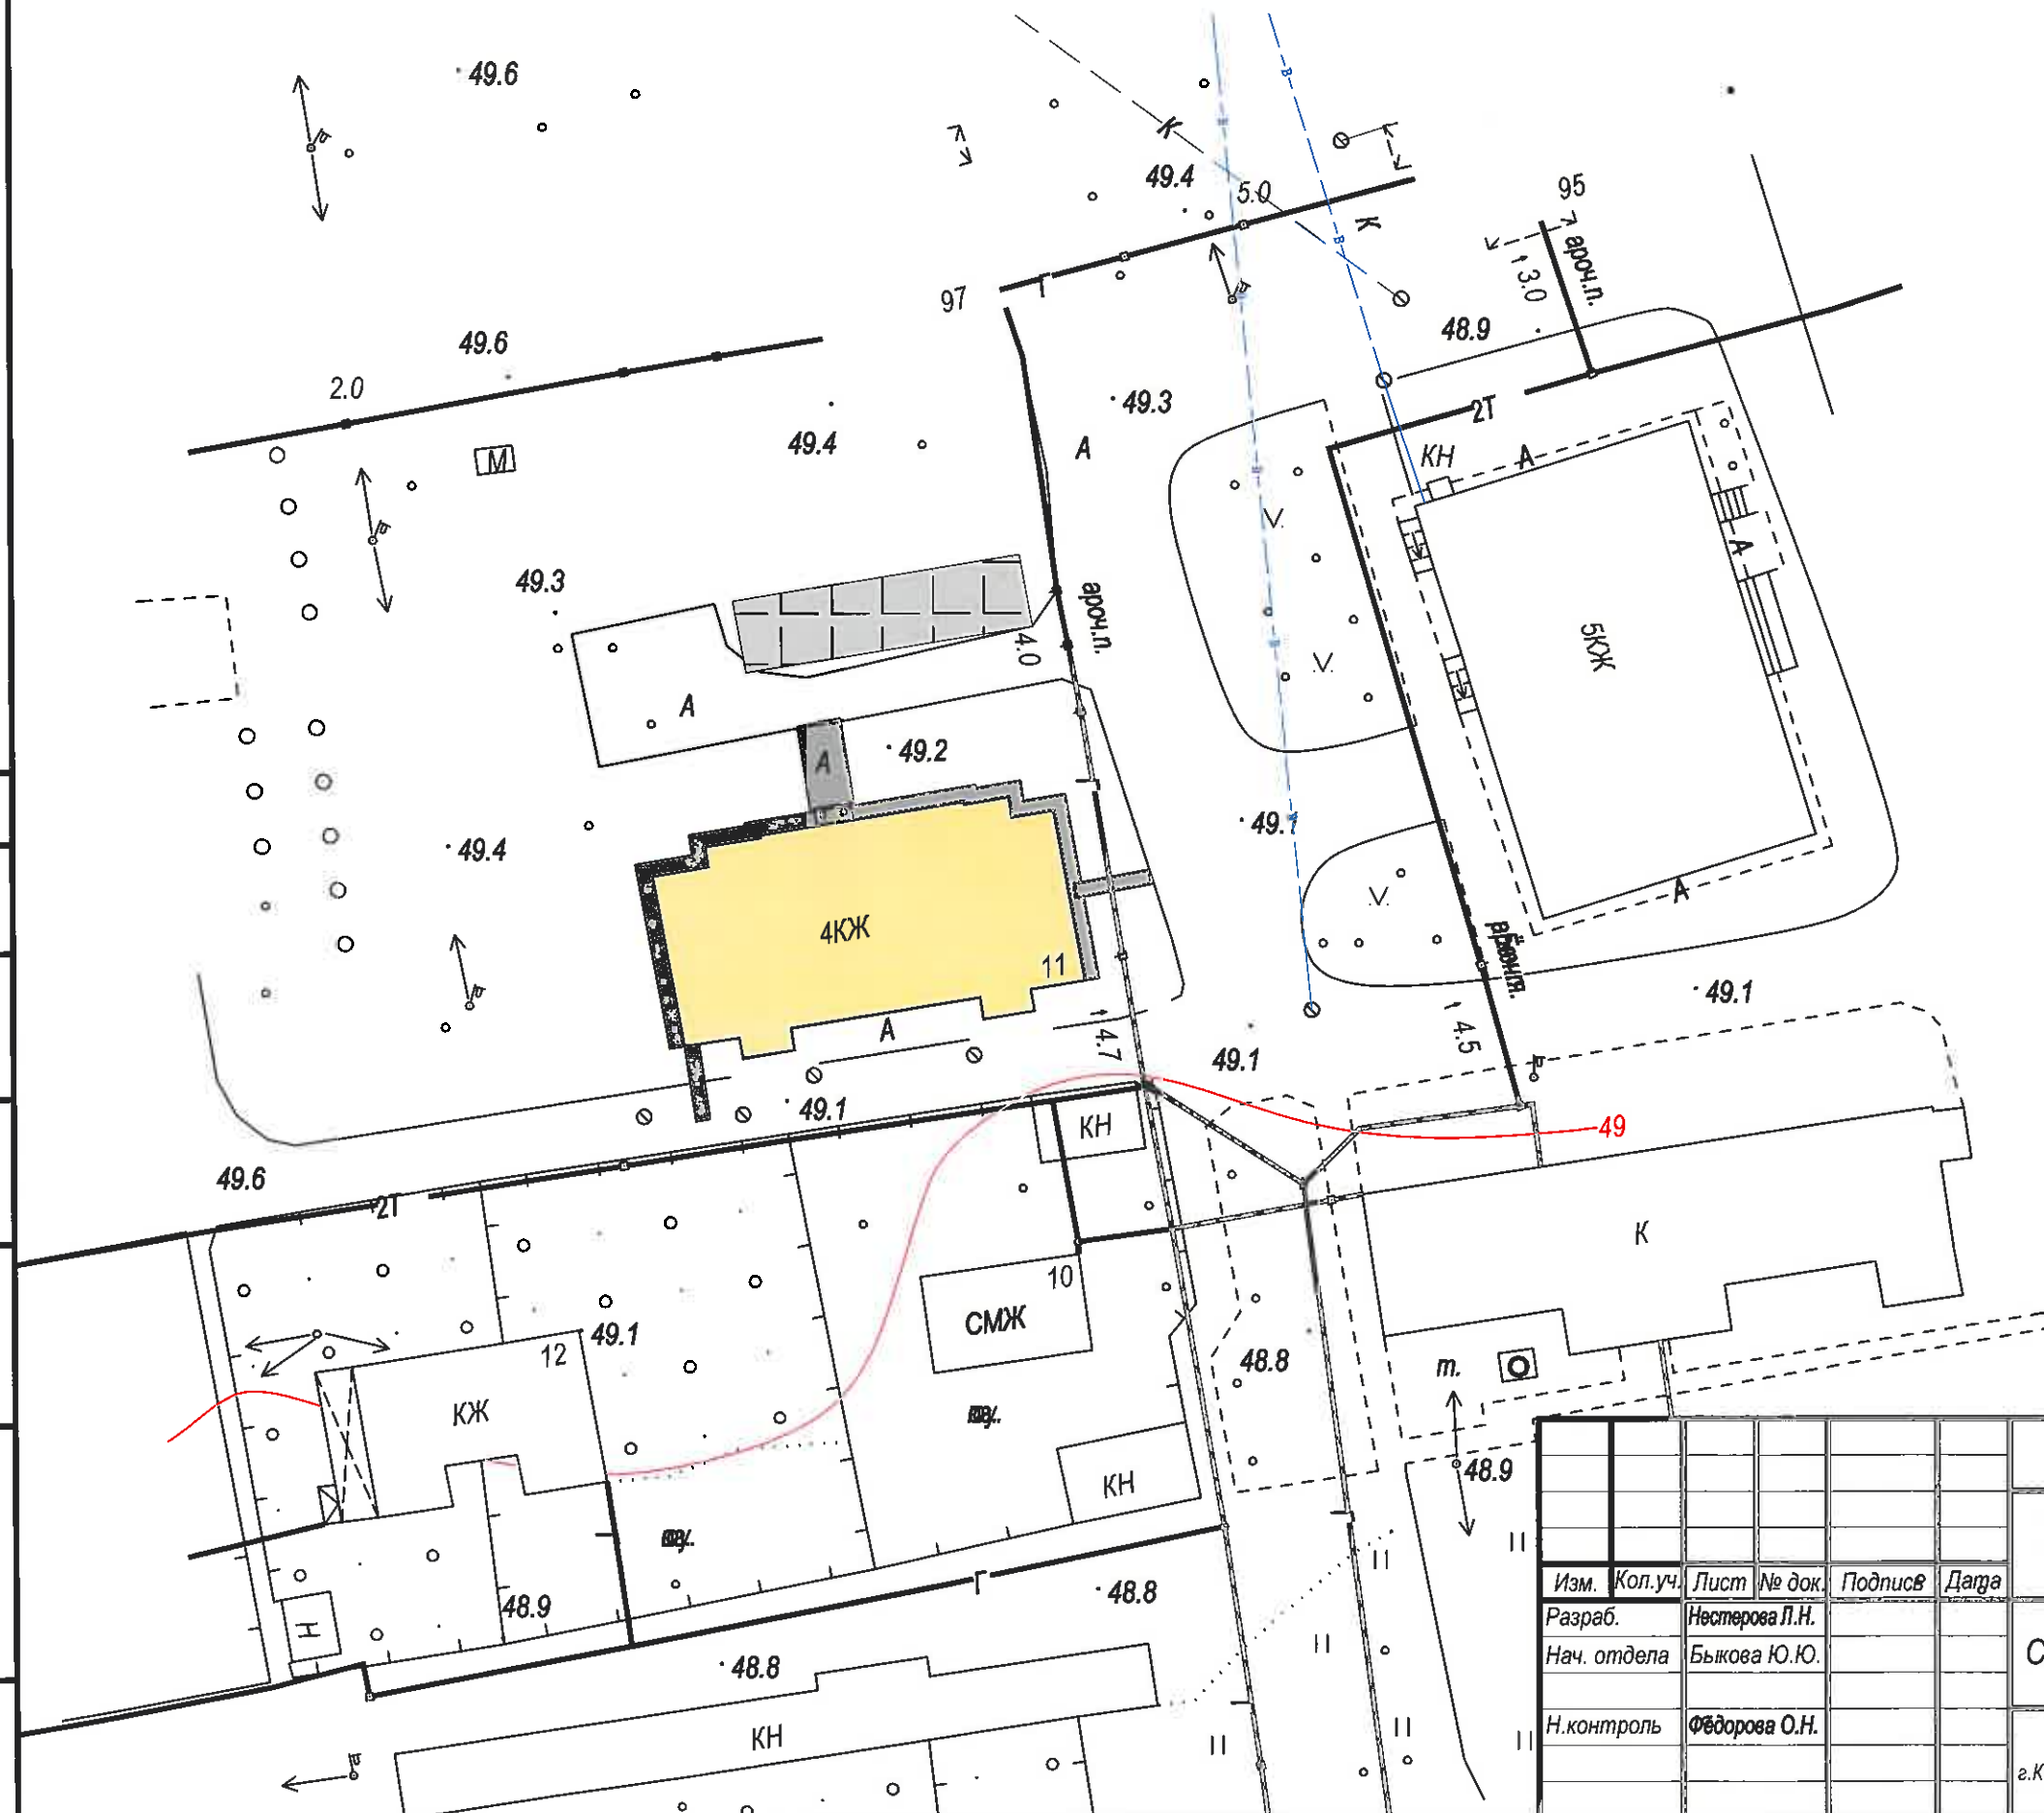 49.6
К
49.4
5.0
К
95
ароч.п.
3.0
97
в
в
49.6
2.0
Г
48.9
49.3
2Т
М
49.4
А
КН
А
А
49.3
ароч.п.
4.0
5КЖ
А
А
49.2
49.
49.4
4КЖ
11
А
А
49.1
4.7
4.5
49.1
49.1
КН
49
49.6
2Т
К
10
СМЖ
49.1
12
48.8
т.
КЖ
48.9
КН
Г
48.8
48.9
Н
48.8
КН
Изм. Кол.уч. Лист № док. Подпись Дата
Разраб. Нестерова Л.Н.
Нач. отдела Быкова Ю.Ю.
С
Н.контроль Фёдорова О.Н.
г.К